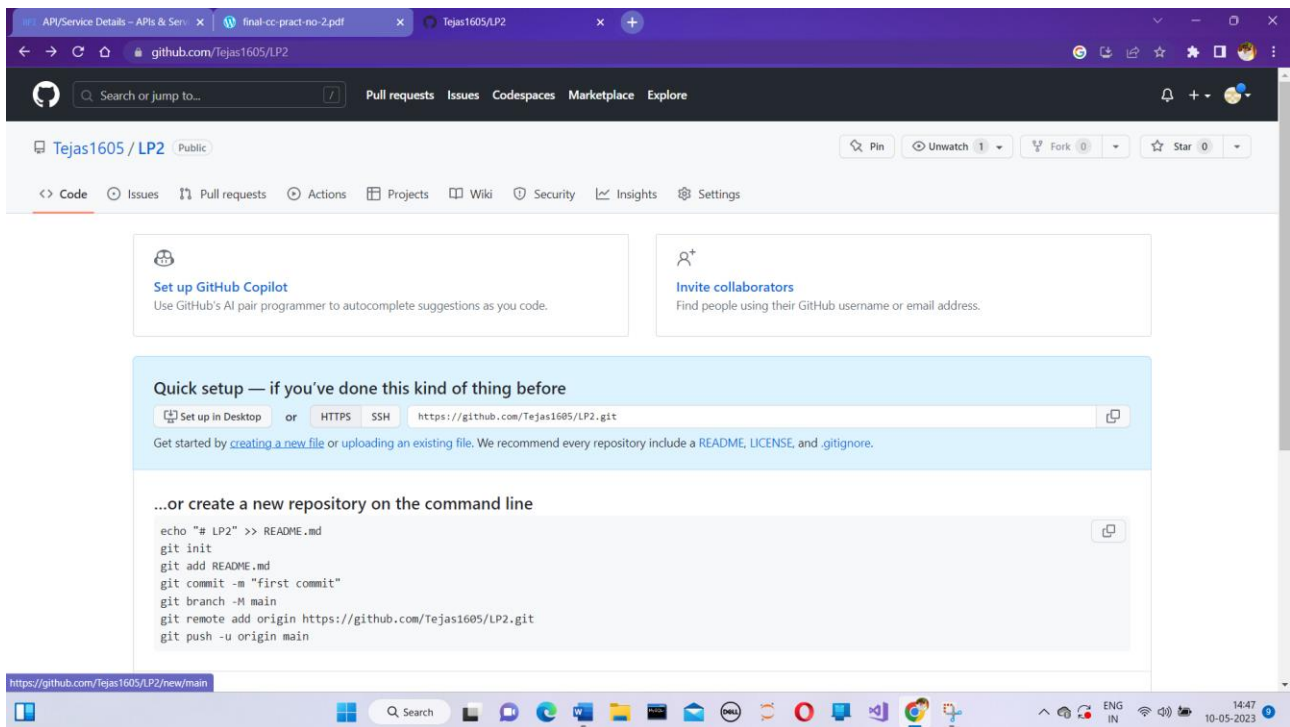 API/Service Details – APIs & Serv
final-cc-pract-no-2.pdf
Tejas1605/LP2
github.com/Tejas1605/LP2
Search or jump to...
/
Pull requests Issues Codespaces Marketplace Explore
Tejas1605 / LP2 Public
Pin
Unwatch 1
Fork 0
Star 0
<> Code Issues Pull requests Actions Projects Wiki Security Insights Settings
Set up GitHub Copilot
Use GitHub's AI pair programmer to autocomplete suggestions as you code.
Invite collaborators
Find people using their GitHub username or email address.
Quick setup — if you've done this kind of thing before
Set up in Desktop or HTTPS SSH https://github.com/Tejas1605/LP2.git
Get started by creating a new file or uploading an existing file. We recommend every repository include a README, LICENSE, and .gitignore.
...or create a new repository on the command line
echo "# LP2" >> README.md
git init
git add README.md
git commit -m "first commit"
git branch -M main
git remote add origin https://github.com/Tejas1605/LP2.git
git push -u origin main
https://github.com/Tejas1605/LP2/new/main
Search
DELL
ENG
IN
14:47
10-05-2023
9